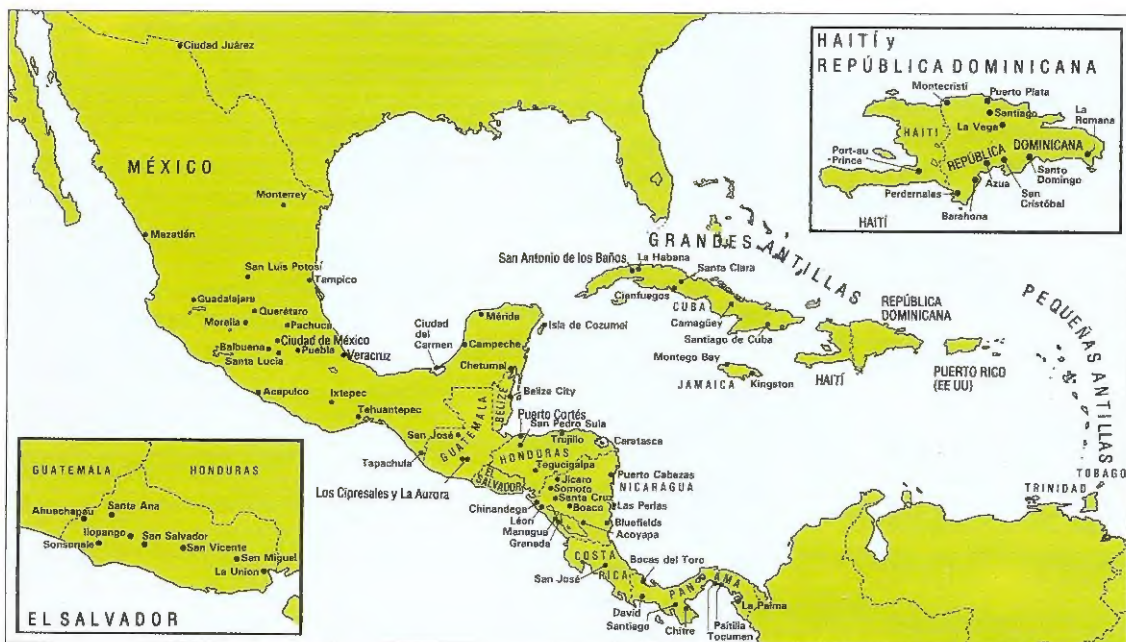 Ciudad Juárez
MÉXICO
Monterrey
Mazatlán
San Luis Potosí
Tampico
Guadalajara
Querétaro
Morelia
Pachuca
Ciudad de México
Balbuena
Puebla
Santa Lucía
Veracruz
Acapulco
Ixtepec
Tehuantepec
Ciudad
del
Carmen
Mérida
Isla de Cozumel
Campeche
Chetumal
BELIZE
Belize City
GUATEMALA
San José
Tapachula
Los Cipresales y La Aurora
Puerto Cortés
San Pedro Sula
Trujillo
Caratasca
HONDURAS
Tegucigalpa
EL
SALVADOR
Jícaro
Somoto
Santa Cruz
Boaco
Puerto Cabezas
NICARAGUA
Las Perlas
Chinandega
Léon
Managua
Granada
Bluefields
Acoyapa
COSTA
RICA
San José
Bocas del Toro
PANAMA
David
Santiago
Chitre
Paitilla
Tocumen
La Palma
GRANDES ANTILLAS
San Antonio de los Baños
La Habana
Santa Clara
Cienfuegos
CUBA
Camagüey
Santiago de Cuba
Montego Bay
JAMAICA
Kingston
HAITÍ
REPÚBLICA
DOMINICANA
PUERTO RICO
(EE UU)
PEQUEÑAS ANTILLAS
TOBAGO
TRINIDAD
HAITÍ y
REPÚBLICA DOMINICANA
Montecristi
Puerto Plata
Santiago
La
Romana
HAITÍ
La Vega
REPÚBLICA DOMINICANA
Port-au
Prince
Santo
Domingo
Azua
San
Cristóbal
Perdernales
Barahona
HAITÍ
GUATEMALA
HONDURAS
Ahuachapau
Santa Ana
Ilopango
San Salvador
Sonsonale
San Vicente
San Miguel
La Union
EL SALVADOR